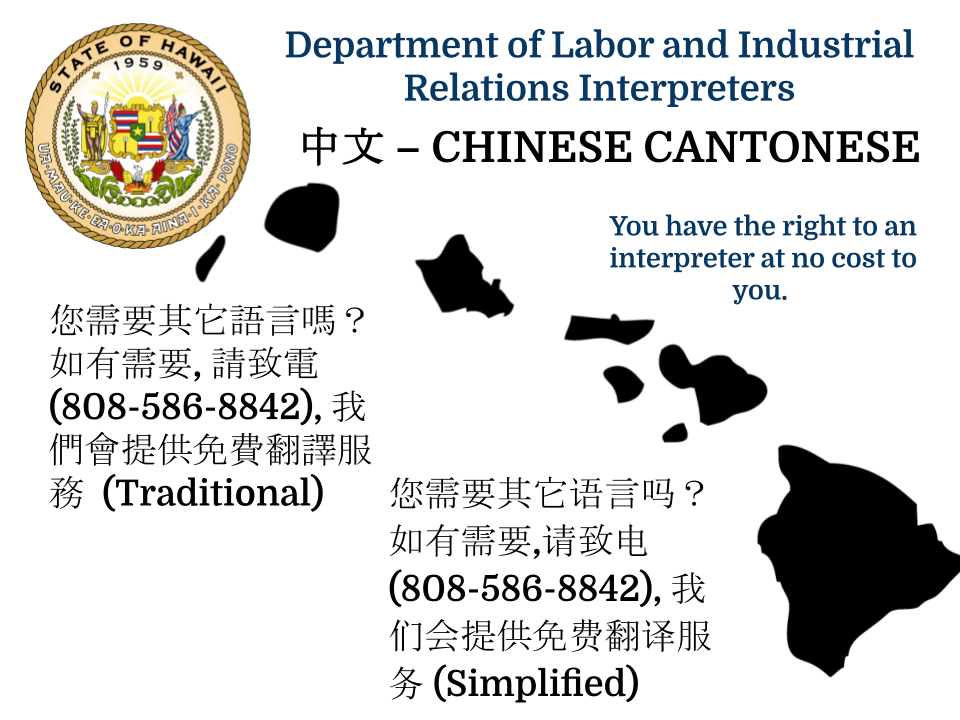 STATE OF HAWAII
1959
UA·MAU·KE·EA·O·KA·AINA·I·KA·PONO
Department of Labor and Industrial
Relations Interpreters
中文 – CHINESE CANTONESE
You have the right to an
interpreter at no cost to
you.
您需要其它語言嗎？
如有需要, 請致電
(808-586-8842), 我
們會提供免費翻譯服
務 (Traditional)
您需要其它语言吗？
如有需要,请致电
(808-586-8842), 我
们会提供免费翻译服
务 (Simplified)